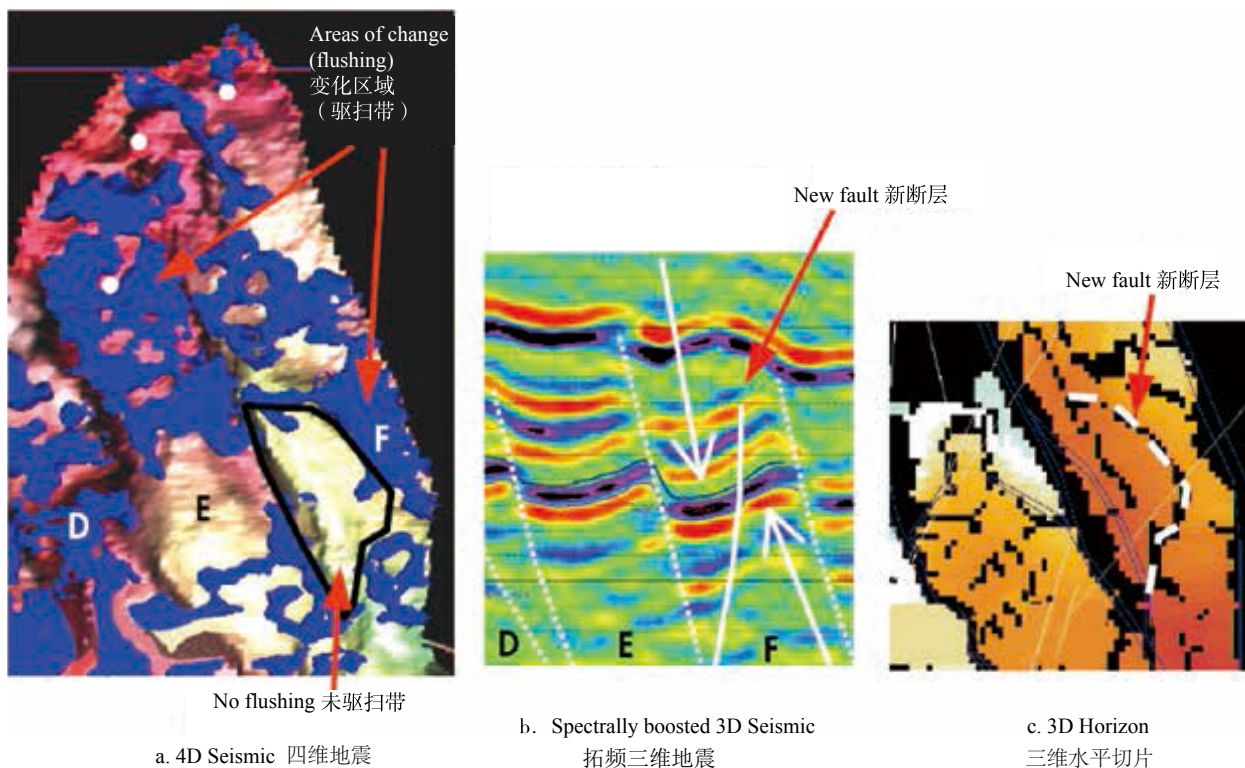 Areas of change
(flushing)
变化区域
（驱扫带）
New fault 新断层
New fault 新断层
F
E
D
D E F
No flushing 未驱扫带
a. 4D Seismic 四维地震
b. Spectrally boosted 3D Seismic
拓频三维地震
c. 3D Horizon
三维水平切片